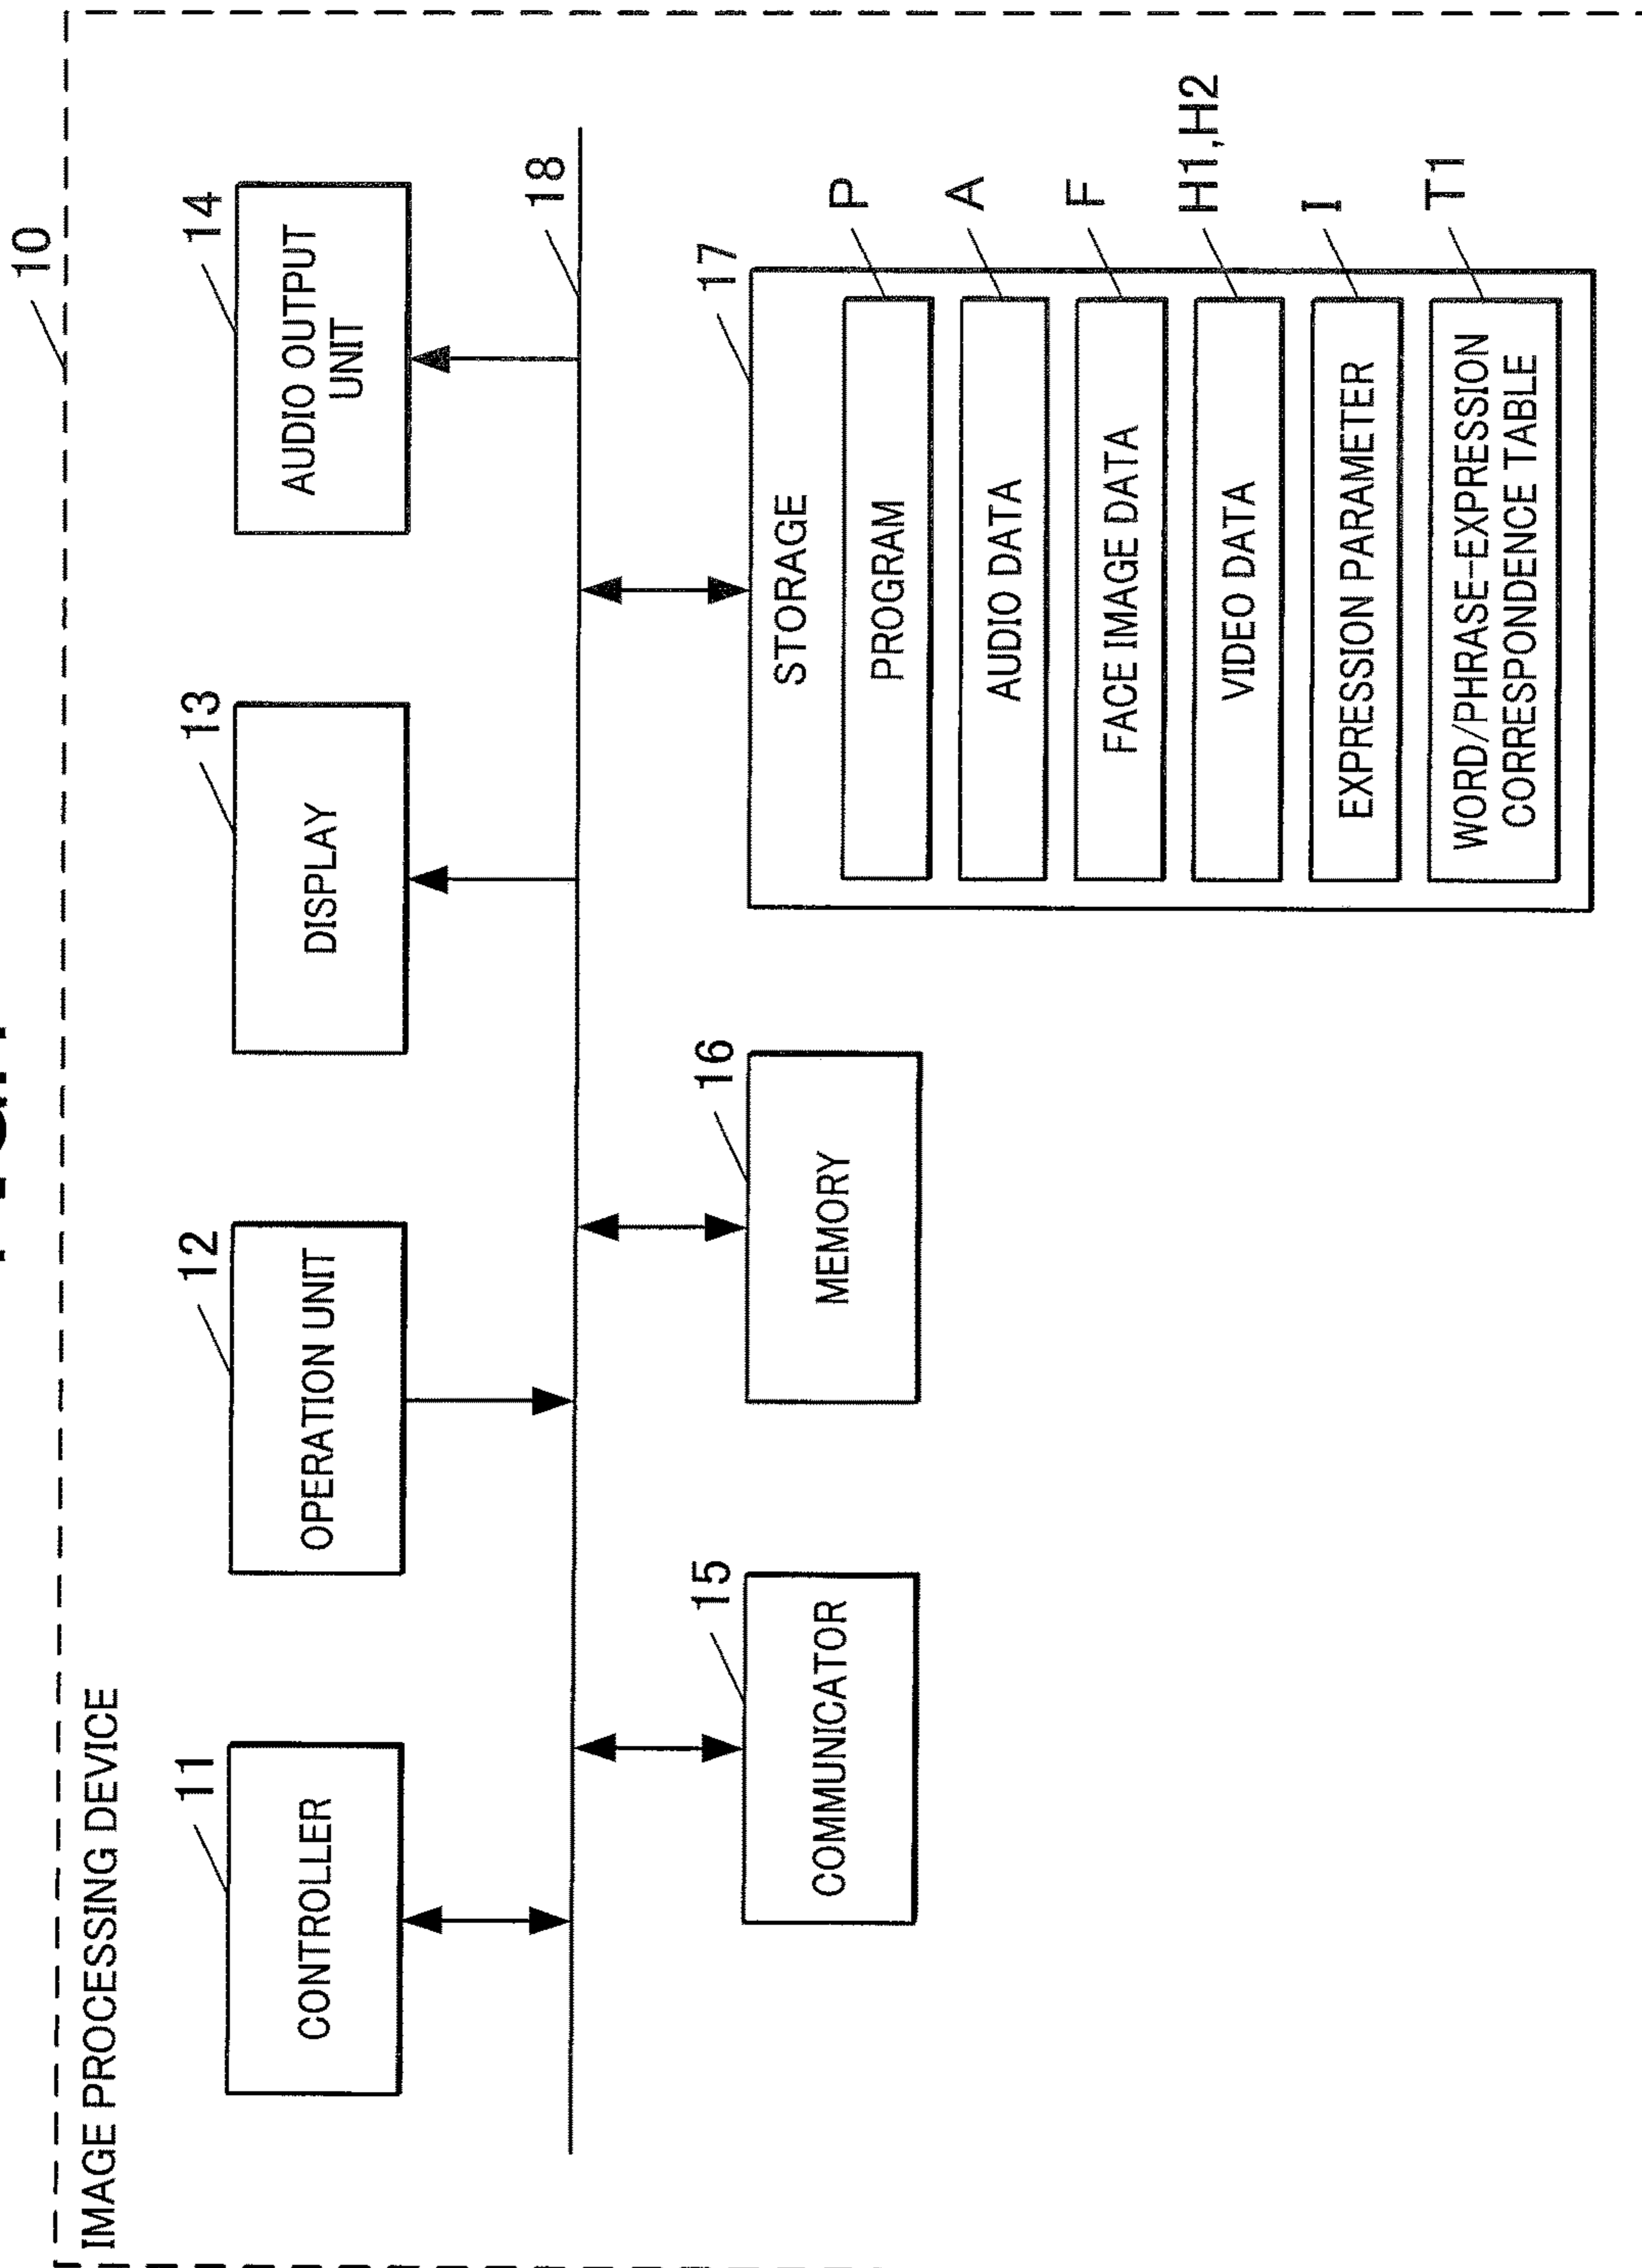 10
IMAGE PROCESSING DEVICE
11
CONTROLLER
12
OPERATION UNIT
13
DISPLAY
14
AUDIO OUTPUT
UNIT
18
15
COMMUNICATOR
16
MEMORY
17
STORAGE
PROGRAM
P
AUDIO DATA
A
FACE IMAGE DATA
F
VIDEO DATA
H1,H2
EXPRESSION PARAMETER
I
WORD/PHRASE-EXPRESSION
CORRESPONDENCE TABLE
T1